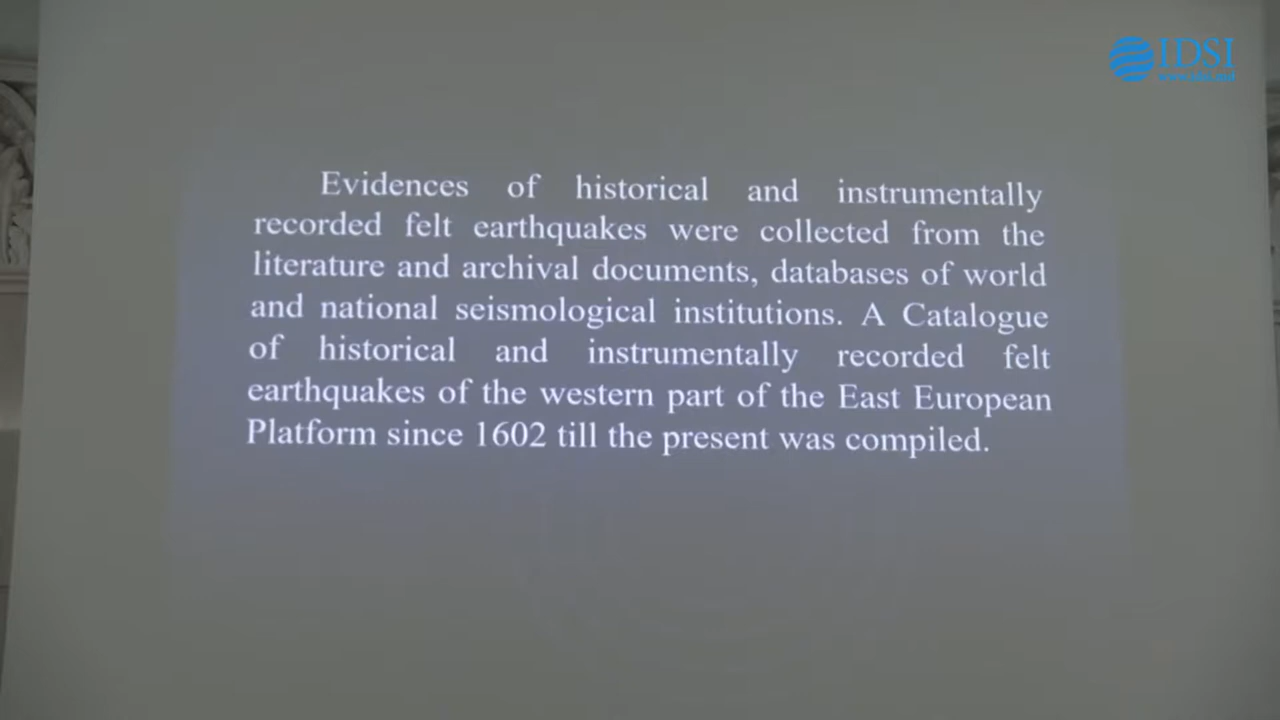 IDSI
Evidences of historical and instrumentally
recorded felt earthquakes were collected from the
literature and archival documents, databases of world
and national seismological institutions. A Catalogue
of historical and instrumentally recorded felt
earthquakes of the western part of the East European
Platform since 1602 till the present was compiled.